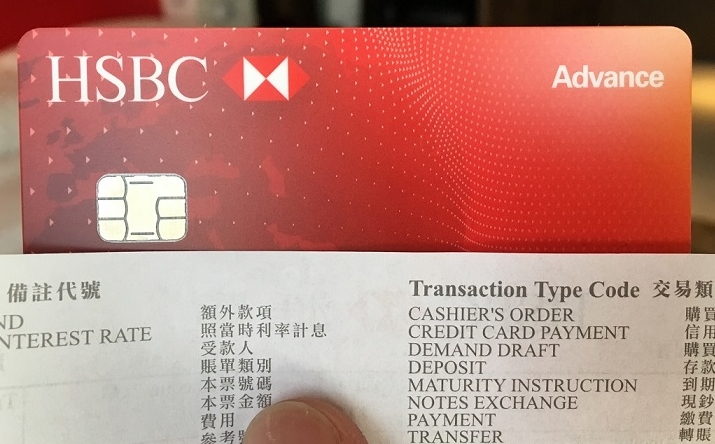 HSBC
Advance
備註代號
Transaction Type Code 交易類
額外款項
CASHIER'S ORDER
購買
INTEREST RATE
照當時利率計息
CREDIT CARD PAYMENT
信用
受款人
DEMAND DRAFT
購買
賬單類別
DEPOSIT
存款
本票號碼
MATURITY INSTRUCTION
到期
本票金額
NOTES EXCHANGE
現鈔
費用
PAYMENT
繳費
參考
TRANSFER
轉賬